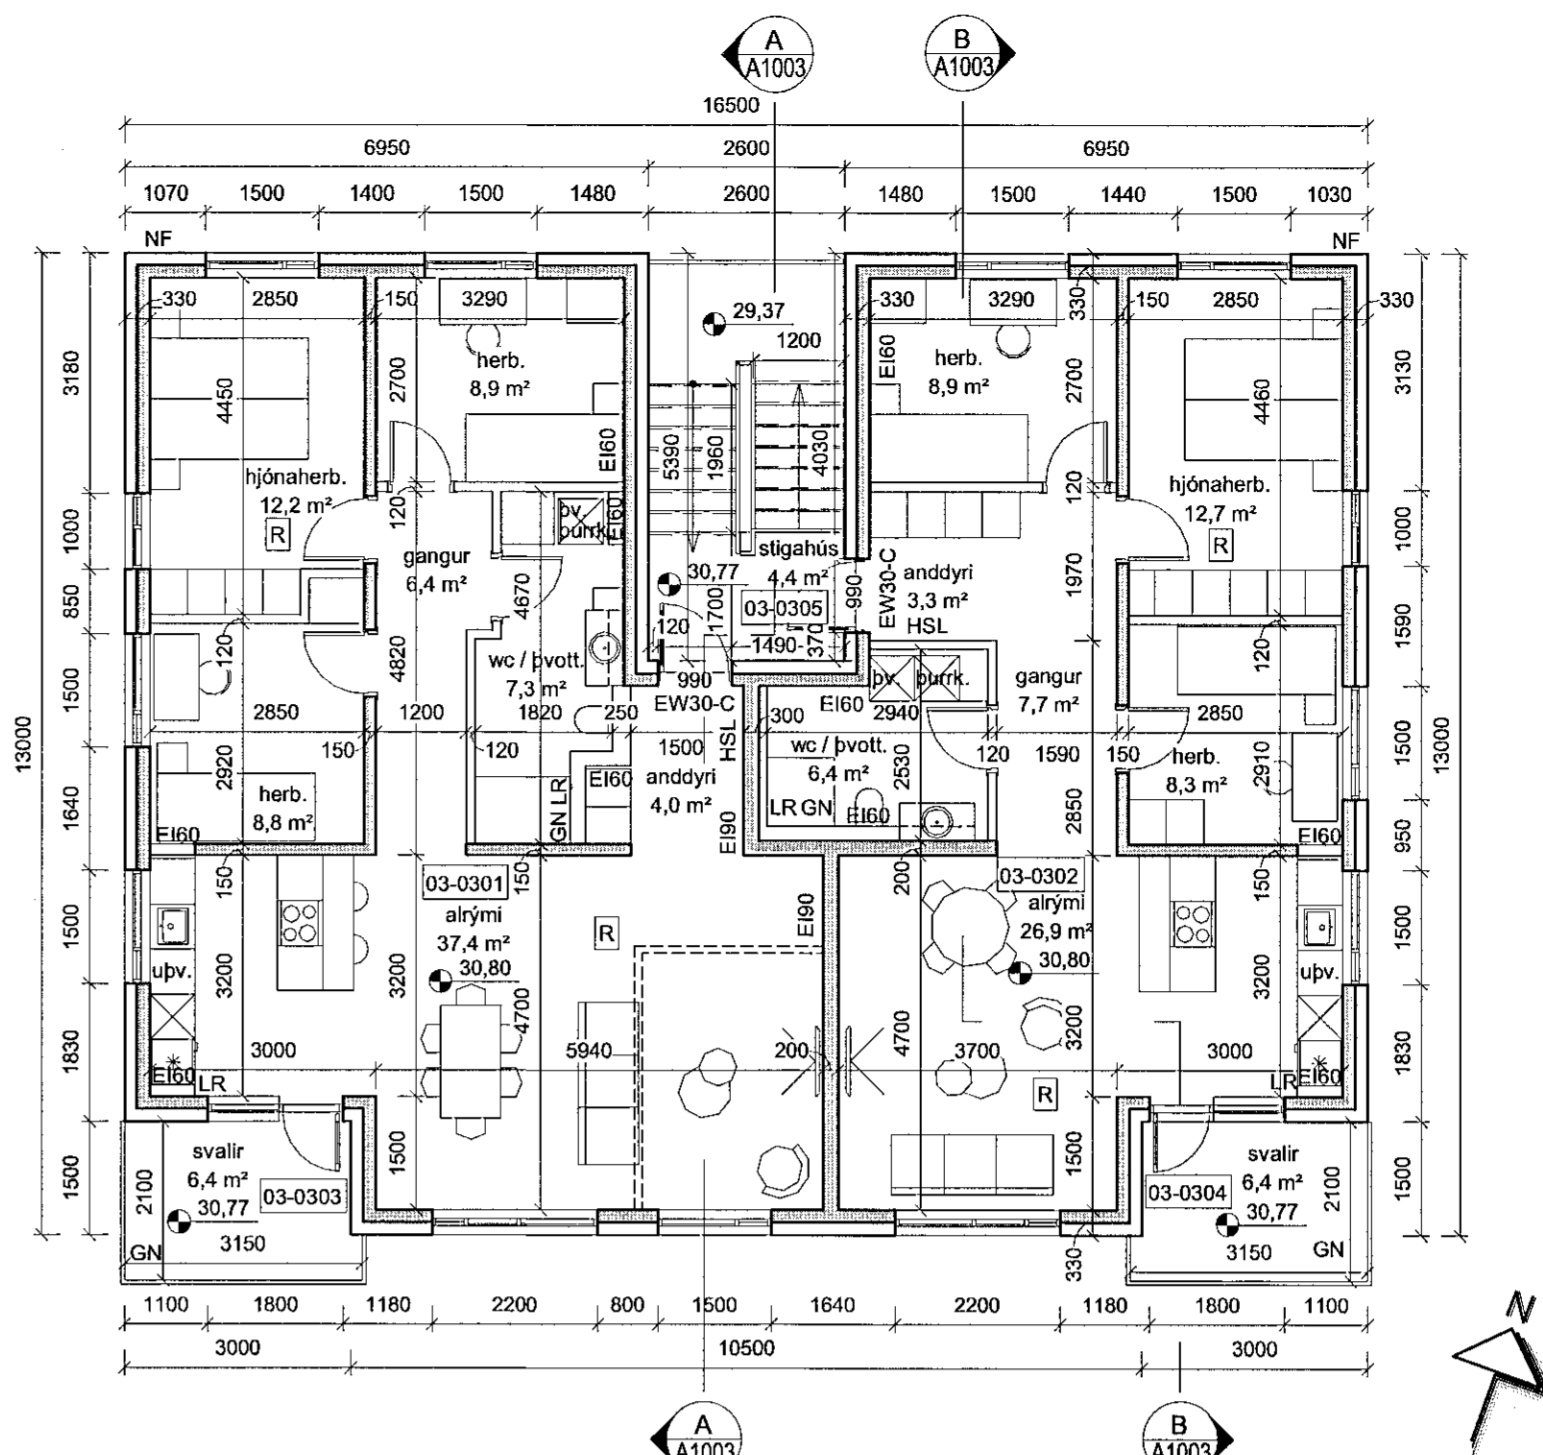 A
A1003
B
A1003
16500
6950
2600
6950
1070
1500
1400
1500
1480
2600
1480
1500
1440
1500
1030
NF
NF
330
2850
150
3290
29,37
1200
330
3290
330
150
2850
330
herb.
8,9 m²
EI60
herb.
8,9 m²
2700
2700
4450
4460
5390
1960
4030
EI60
hjónaherb.
12,2 m²
R
120
gangur
6,4 m²
þv.
þurrk.
EI60
stigahús
4,4 m²
30,77
03-0305
990
EW30-C
anddyri
3,3 m²
HSL
120
1970
hjónaherb.
12,7 m²
R
4670
1700
120
1490
370
120
4820
120
wc / þvott.
7,3 m²
990
EW30-C
þv.
þurrk.
EI60
2940
gangur
7,7 m²
2850
150
1200
120
1820
250
1500
HSL
300
120
1590
150
2850
2920
herb.
8,8 m²
EI60
EI60
GN LR
anddyri
4,0 m²
EI90
wc / þvott.
6,4 m²
LR GN
EI60
2530
2850
herb.
8,3 m²
2910
EI60
150
03-0301
150
200
03-0302
150
alrými
37,4 m²
30,80
R
EI90
alrými
26,9 m²
30,80
uþv.
uþv.
3200
3200
4700
4700
3200
3200
3000
5940
200
3700
3000
EI60
LR
R
LR
EI60
svalir
6,4 m²
30,77
03-0303
1500
1500
03-0304
svalir
6,4 m²
30,77
2100
2100
GN
3150
330
3150
GN
13000
3180
1000
850
1500
1640
1500
1830
1500
3130
1000
1590
1500
950
1500
1830
1500
13000
1100
1800
1180
2200
800
1500
1640
2200
1180
1800
1100
3000
10500
3000
N
A
A1003
B
A1003